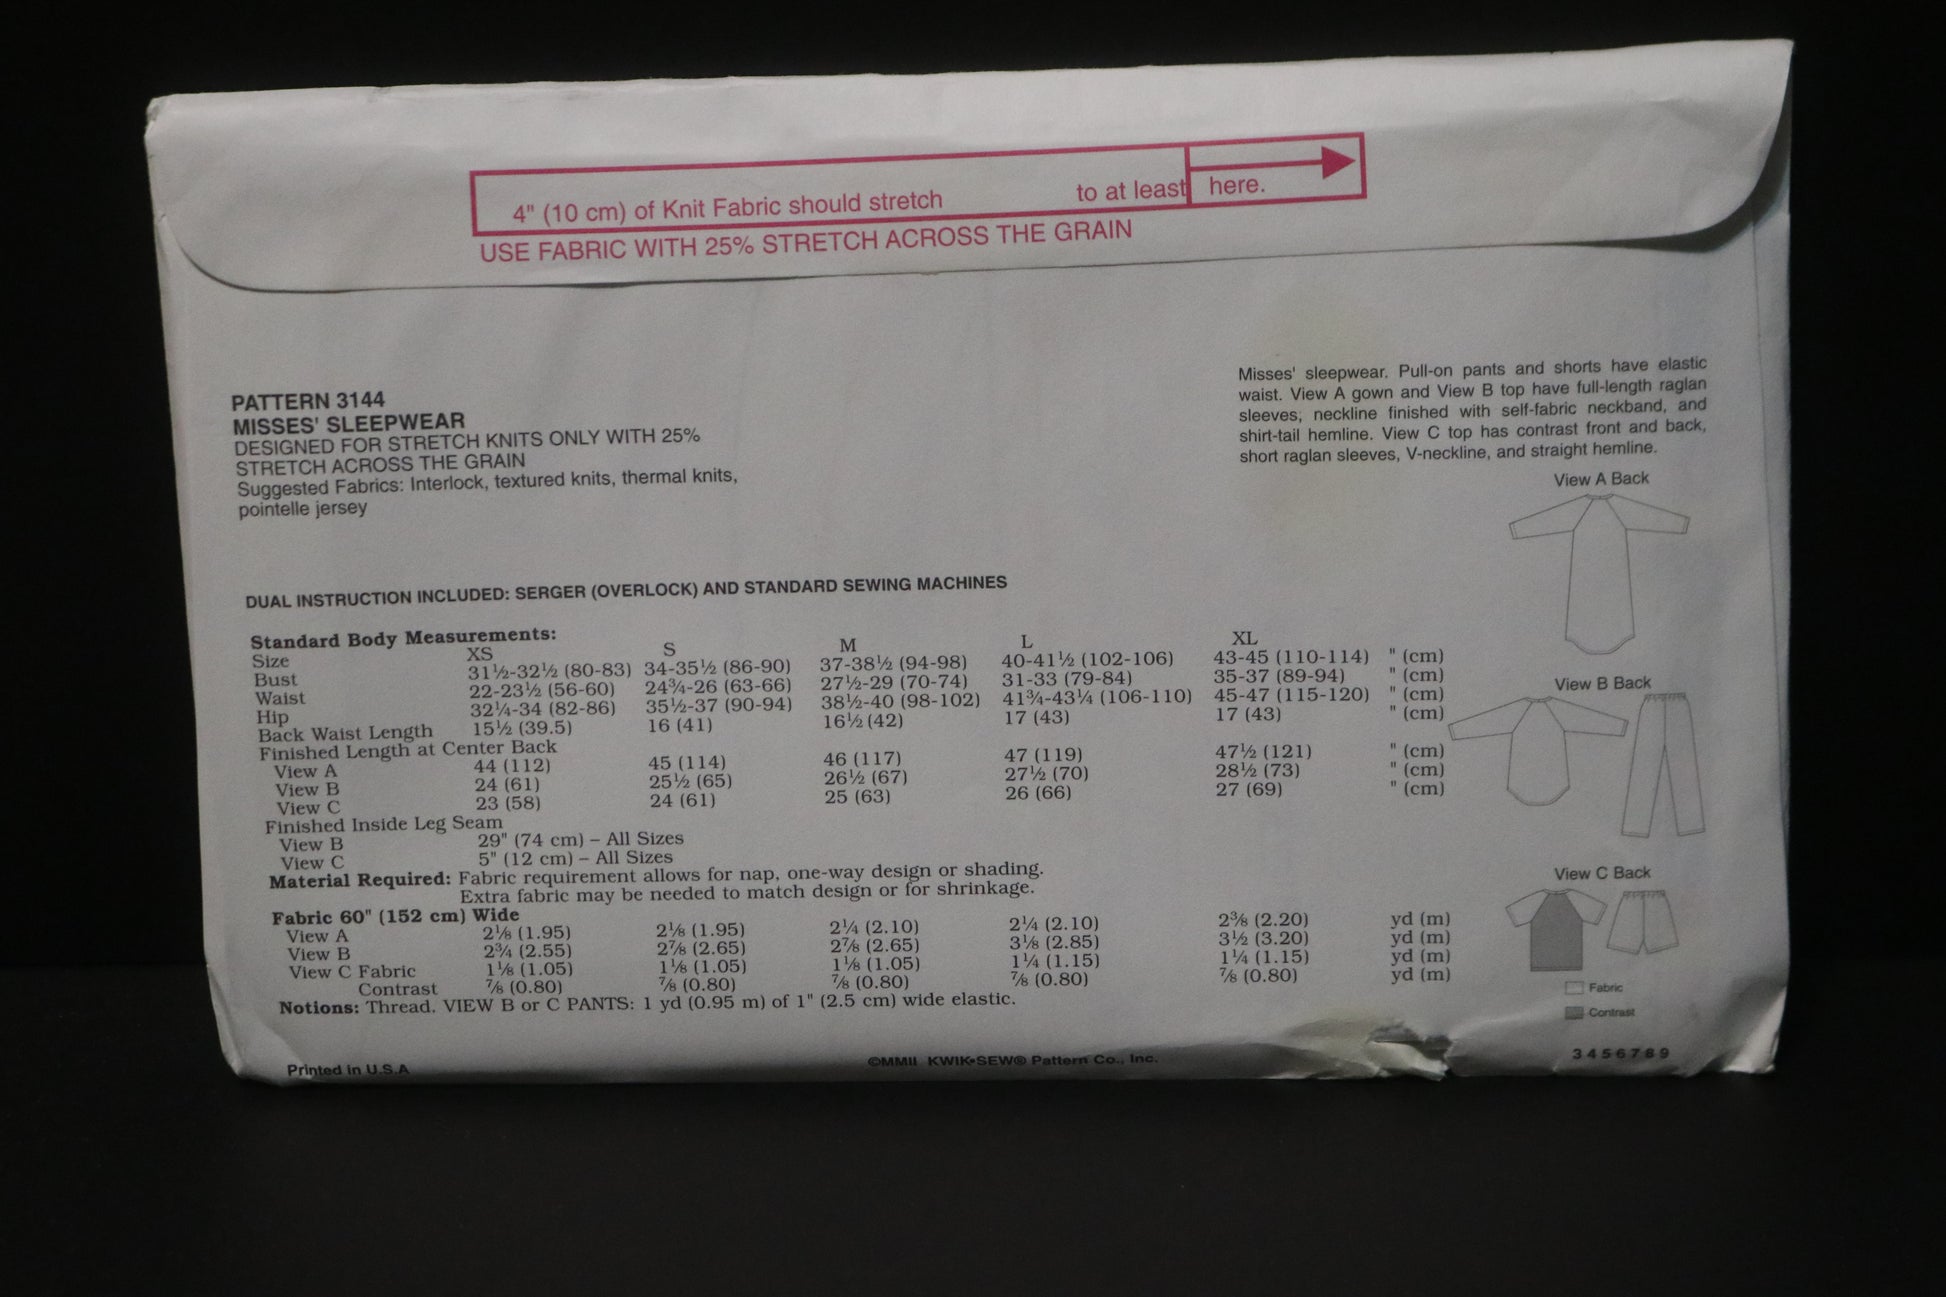 4" (10 cm) of Knit Fabric should stretch to at least here.
USE FABRIC WITH 25% STRETCH ACROSS THE GRAIN
PATTERN 3144
MISSES' SLEEPWEAR
DESIGNED FOR STRETCH KNITS ONLY WITH 25%
STRETCH ACROSS THE GRAIN
Suggested Fabrics: Interlock, textured knits, thermal knits,
pointelle jersey
Misses' sleepwear. Pull-on pants and shorts have elastic
waist. View A gown and View B top have full-length raglan
sleeves, neckline finished with self-fabric neckband, and
shirt-tail hemline. View C top has contrast front and back,
short raglan sleeves, V-neckline, and straight hemline.
View A Back
View B Back
View C Back
Fabric
Contrast
DUAL INSTRUCTION INCLUDED: SERGER (OVERLOCK) AND STANDARD SEWING MACHINES
Standard Body Measurements:
Size XS S M L XL
Bust 31½-32½ (80-83) 34-35½ (86-90) 37-38½ (94-98) 40-41½ (102-106) 43-45 (110-114) " (cm)
Waist 22-23½ (56-60) 24¾-26 (63-66) 27½-29 (70-74) 31-33 (79-84) 35-37 (89-94) " (cm)
Hip 32¼-34 (82-86) 35½-37 (90-94) 38½-40 (98-102) 41¾-43¼ (106-110) 45-47 (115-120) " (cm)
Back Waist Length 15½ (39.5) 16 (41) 16½ (42) 17 (43) 17 (43) " (cm)
Finished Length at Center Back
View A 44 (112) 45 (114) 46 (117) 47 (119) 47½ (121) " (cm)
View B 24 (61) 25½ (65) 26½ (67) 27½ (70) 28½ (73) " (cm)
View C 23 (58) 24 (61) 25 (63) 26 (66) 27 (69) " (cm)
Finished Inside Leg Seam
View B 29" (74 cm) – All Sizes
View C 5" (12 cm) – All Sizes
Material Required: Fabric requirement allows for nap, one-way design or shading.
Extra fabric may be needed to match design or for shrinkage.
Fabric 60" (152 cm) Wide
View A 2⅛ (1.95) 2⅛ (1.95) 2¼ (2.10) 2¼ (2.10) 2⅜ (2.20) yd (m)
View B 2¾ (2.55) 2⅞ (2.65) 2⅞ (2.65) 3⅛ (2.85) 3½ (3.20) yd (m)
View C Fabric 1⅛ (1.05) 1⅛ (1.05) 1⅛ (1.05) 1¼ (1.15) 1¼ (1.15) yd (m)
Contrast ⅞ (0.80) ⅞ (0.80) ⅞ (0.80) ⅞ (0.80) ⅞ (0.80) yd (m)
Notions: Thread. VIEW B or C PANTS: 1 yd (0.95 m) of 1" (2.5 cm) wide elastic.
Printed in U.S.A
©MMII KWIK•SEW® Pattern Co., Inc.
3 4 5 6 7 8 9